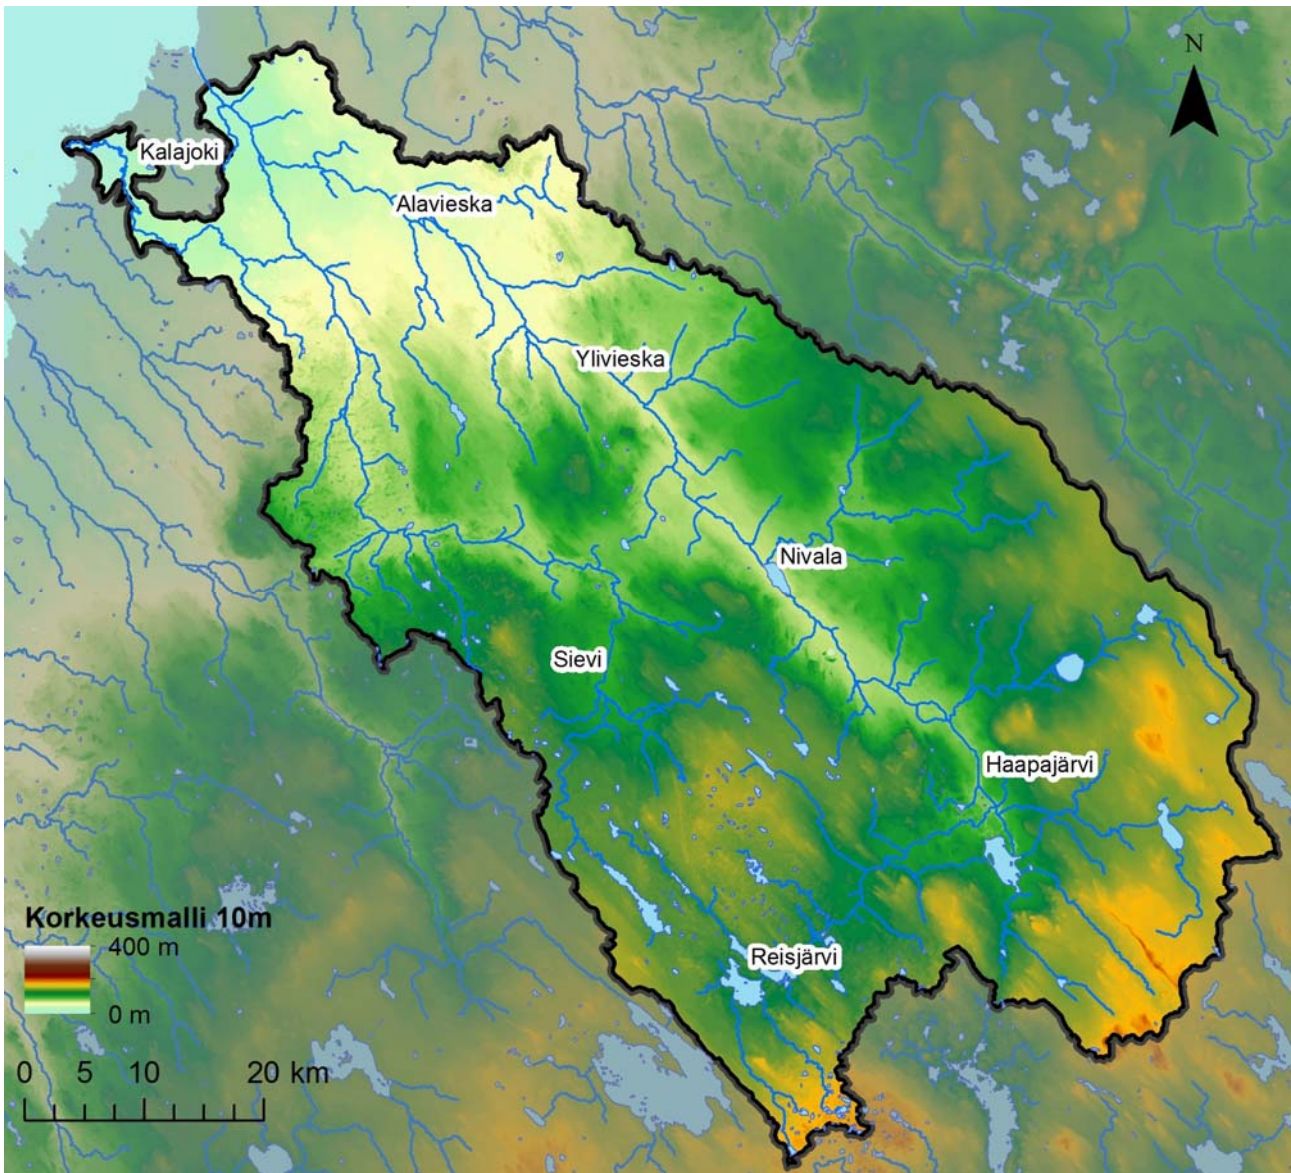 N
Kalajoki
Alavieska
Ylivieska
Nivala
Sievi
Haapajärvi
Reisjärvi
Korkeusmalli 10m
400 m
0 m
0 5 10 20 km